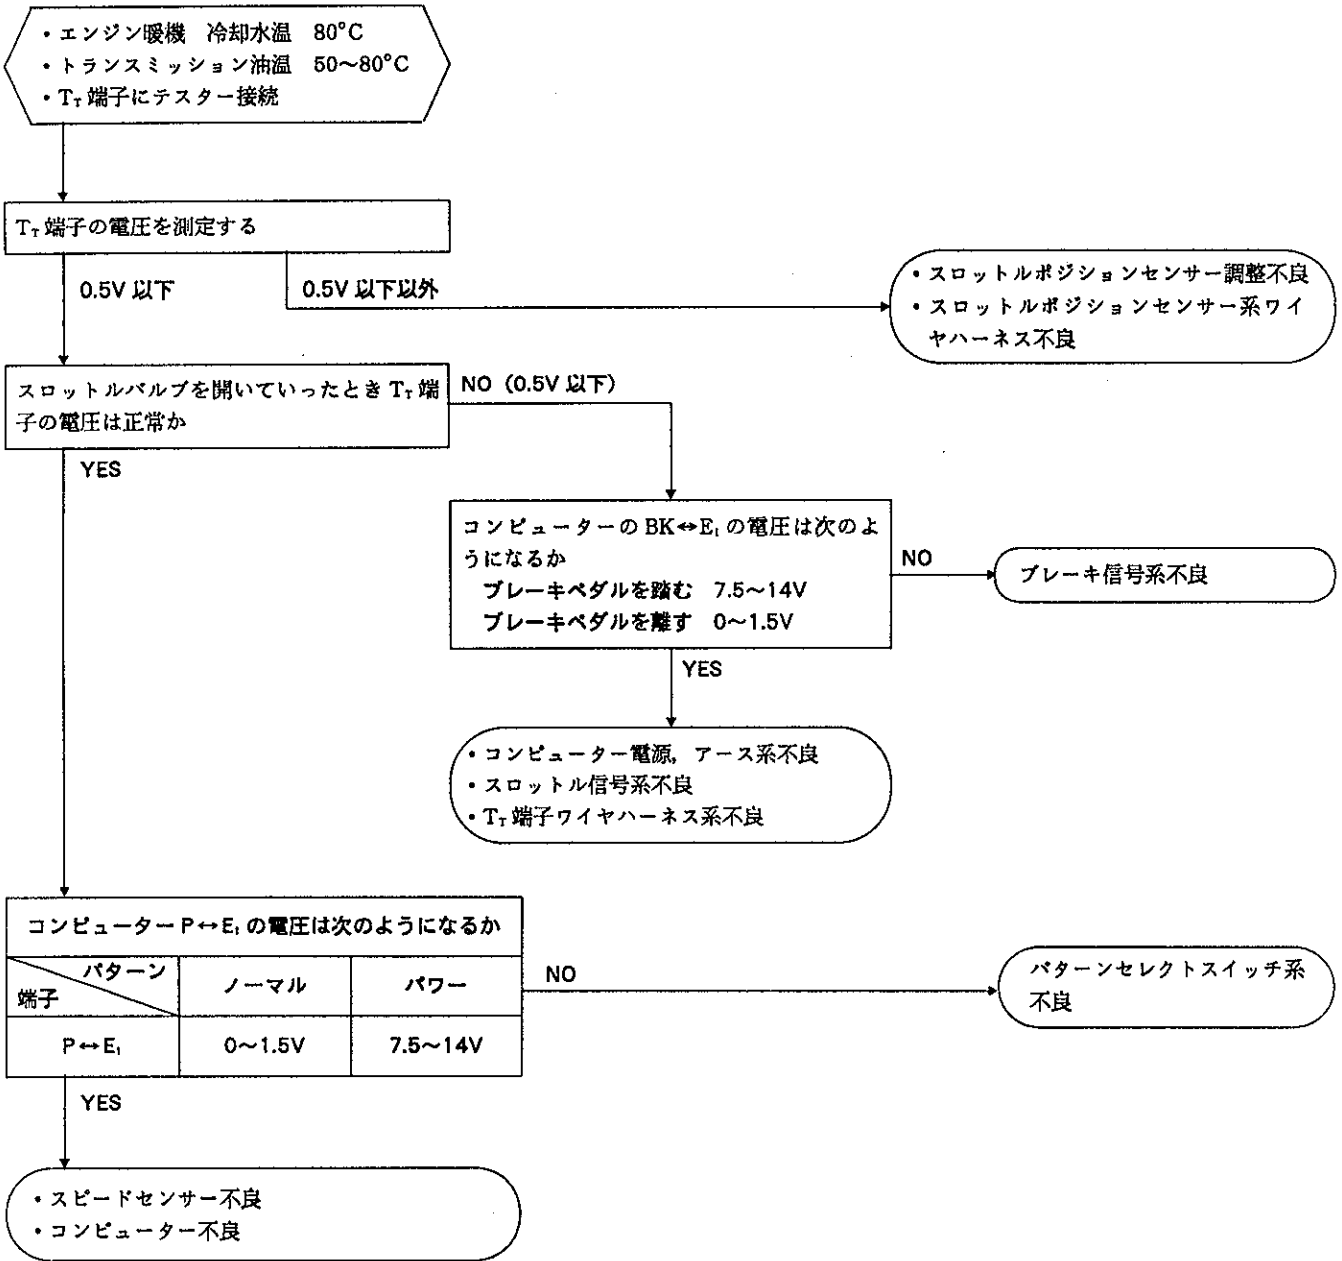 ・エンジン暖機 冷却水温 80°C
・トランスミッション油温 50〜80°C
・TT 端子にテスター接続
TT 端子の電圧を測定する
0.5V 以下
0.5V 以下以外
・スロットルポジションセンサー調整不良
・スロットルポジションセンサー系ワイ
ヤハーネス不良
スロットルバルブを開いていったとき TT 端
子の電圧は正常か
NO（0.5V 以下）
YES
コンピューターの BK↔E1 の電圧は次のよ
うになるか
ブレーキペダルを踏む 7.5〜14V
ブレーキペダルを離す 0〜1.5V
NO
ブレーキ信号系不良
YES
・コンピューター電源，アース系不良
・スロットル信号系不良
・TT 端子ワイヤハーネス系不良
コンピューター P↔E1 の電圧は次のようになるか
パターン
端子
ノーマル
パワー
P↔E1
0〜1.5V
7.5〜14V
NO
パターンセレクトスイッチ系
不良
YES
・スピードセンサー不良
・コンピューター不良